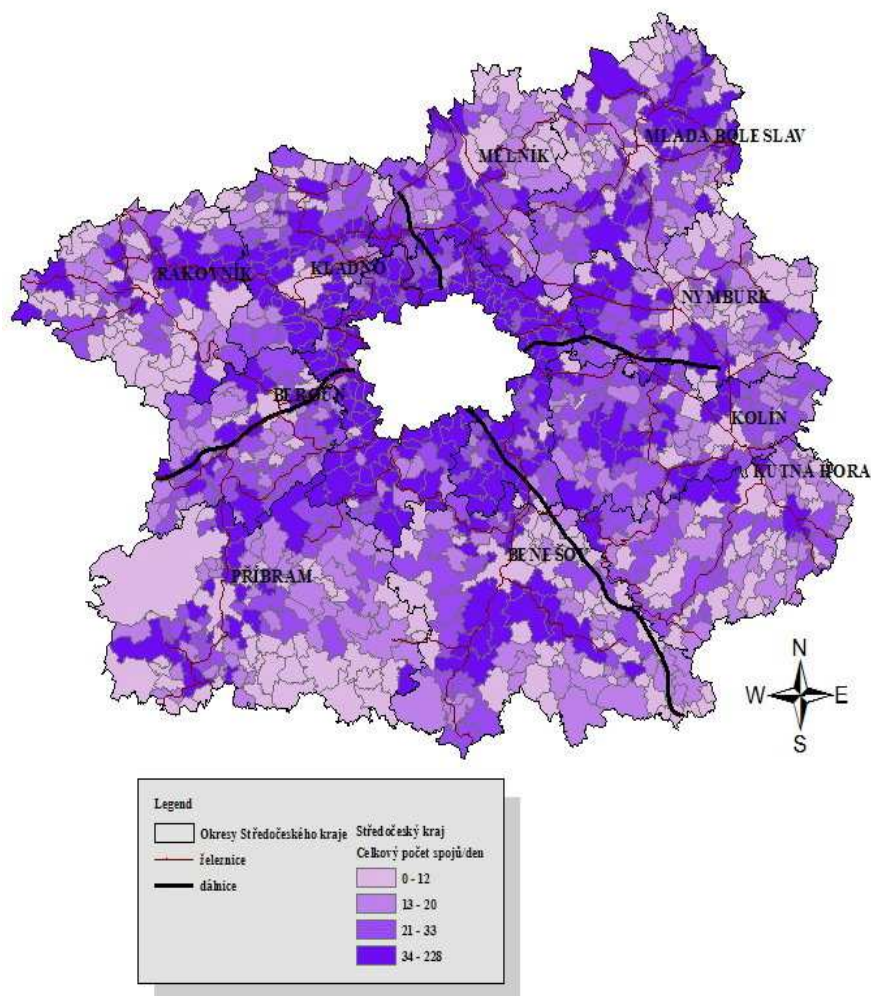 MLADÁ BOLESLAV
MĚLNÍK
RAKOVNÍK
KLADNO
NYMBURK
BEROUN
KOLÍN
KUTNÁ HORA
BENEŠOV
PŘÍBRAM
N
W E
S
Legend
Okresy Středočeského kraje
želernice
dálnice
Středočeský kraj
Celkový počet spojů/den
0 - 12
13 - 20
21 - 33
34 - 228